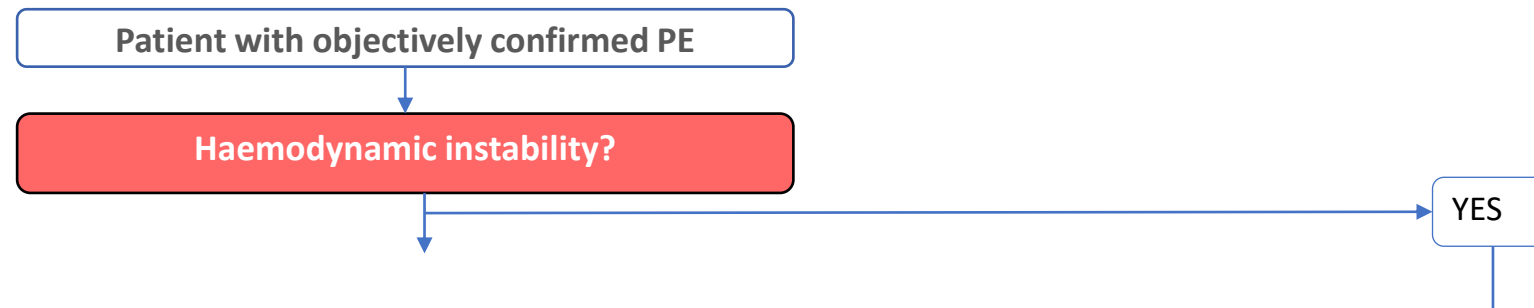 Patient with objectively confirmed PE
Haemodynamic instability?
YES